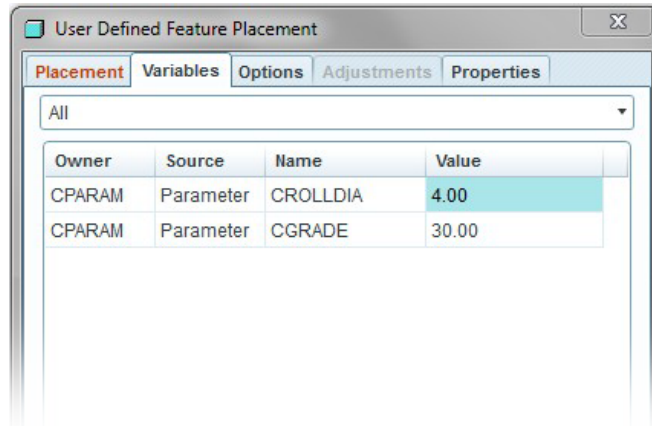 User Defined Feature Placement
Placement Variables Options Adjustments Properties
All
Owner Source Name Value
CPARAM Parameter CROLLDIA 4.00
CPARAM Parameter CGRADE 30.00